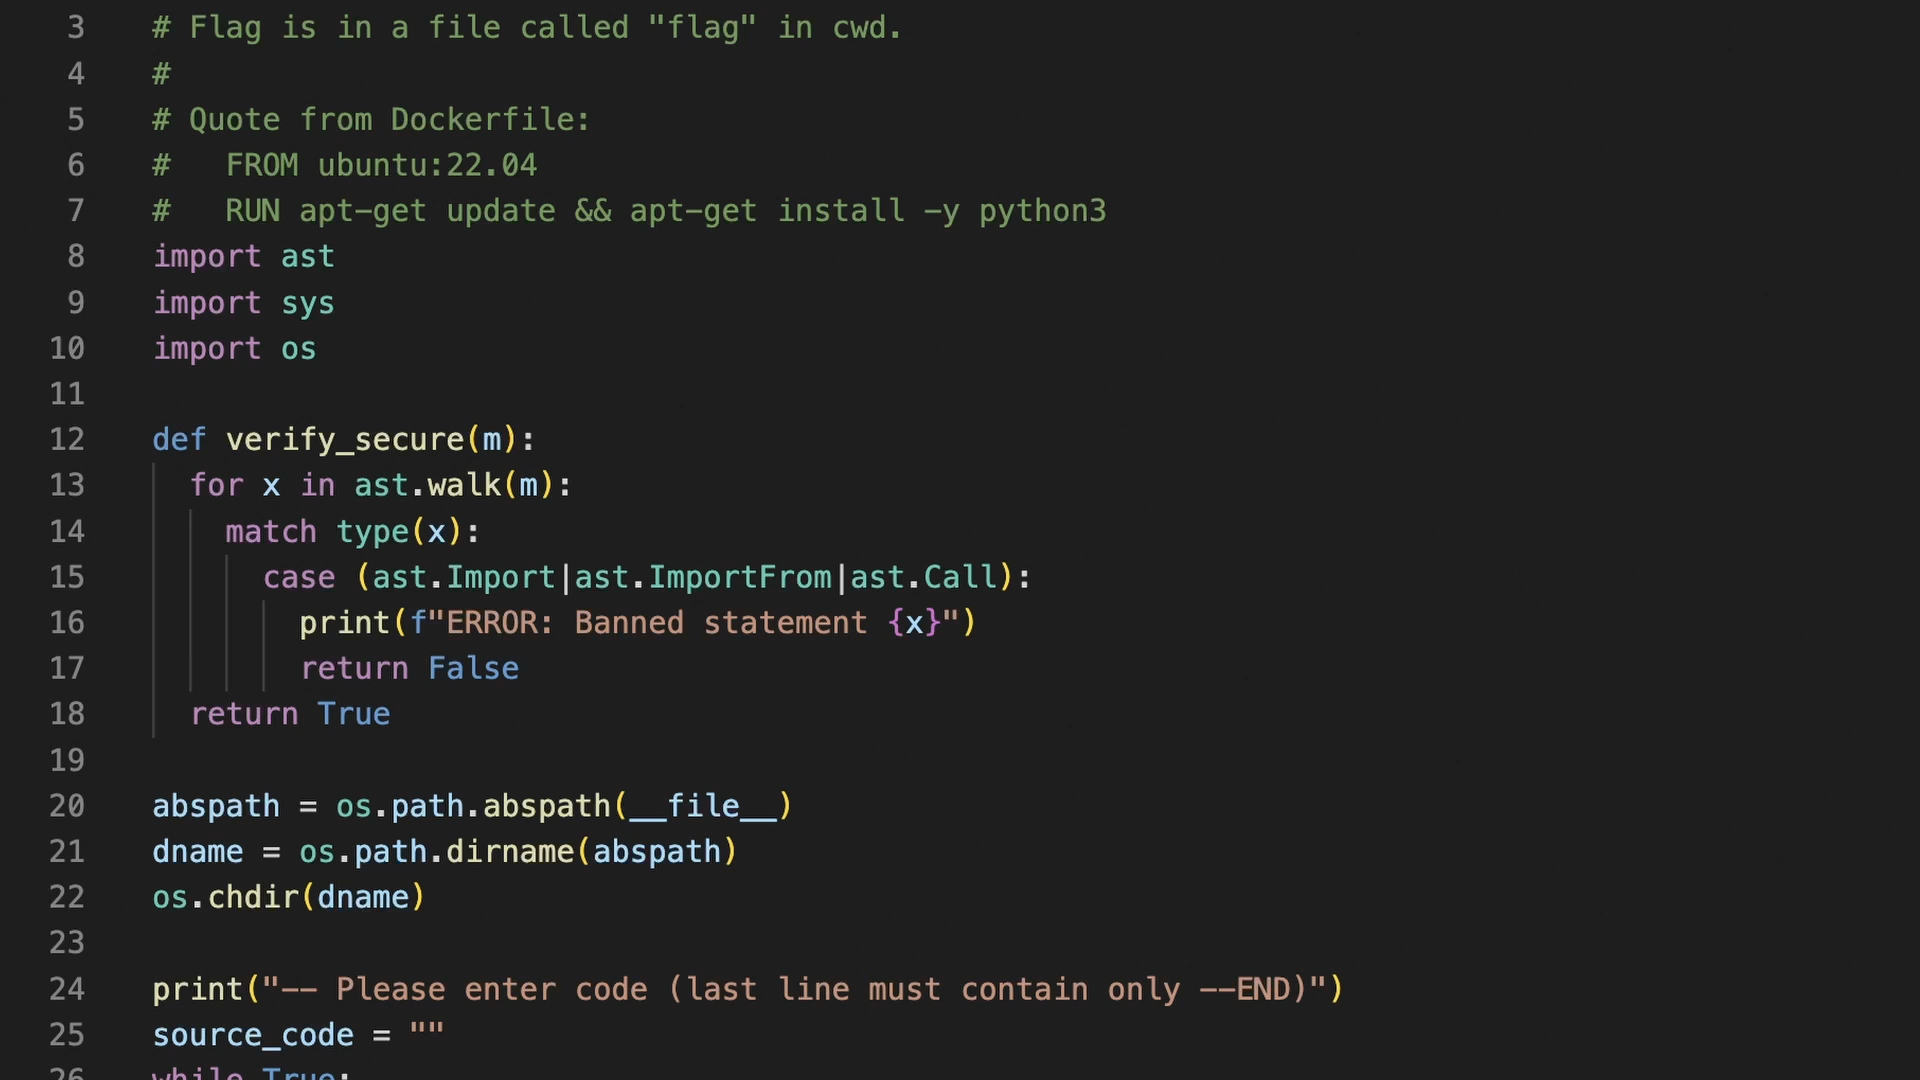 3 # Flag is in a file called "flag" in cwd.
4 #
5 # Quote from Dockerfile:
6 #   FROM ubuntu:22.04
7 #   RUN apt-get update && apt-get install -y python3
8 import ast
9 import sys
10 import os
11
12 def verify_secure(m):
13   for x in ast.walk(m):
14     match type(x):
15       case (ast.Import|ast.ImportFrom|ast.Call):
16         print(f"ERROR: Banned statement {x}")
17         return False
18   return True
19
20 abspath = os.path.abspath(__file__)
21 dname = os.path.dirname(abspath)
22 os.chdir(dname)
23
24 print("-- Please enter code (last line must contain only --END)")
25 source_code = ""
26 while True: